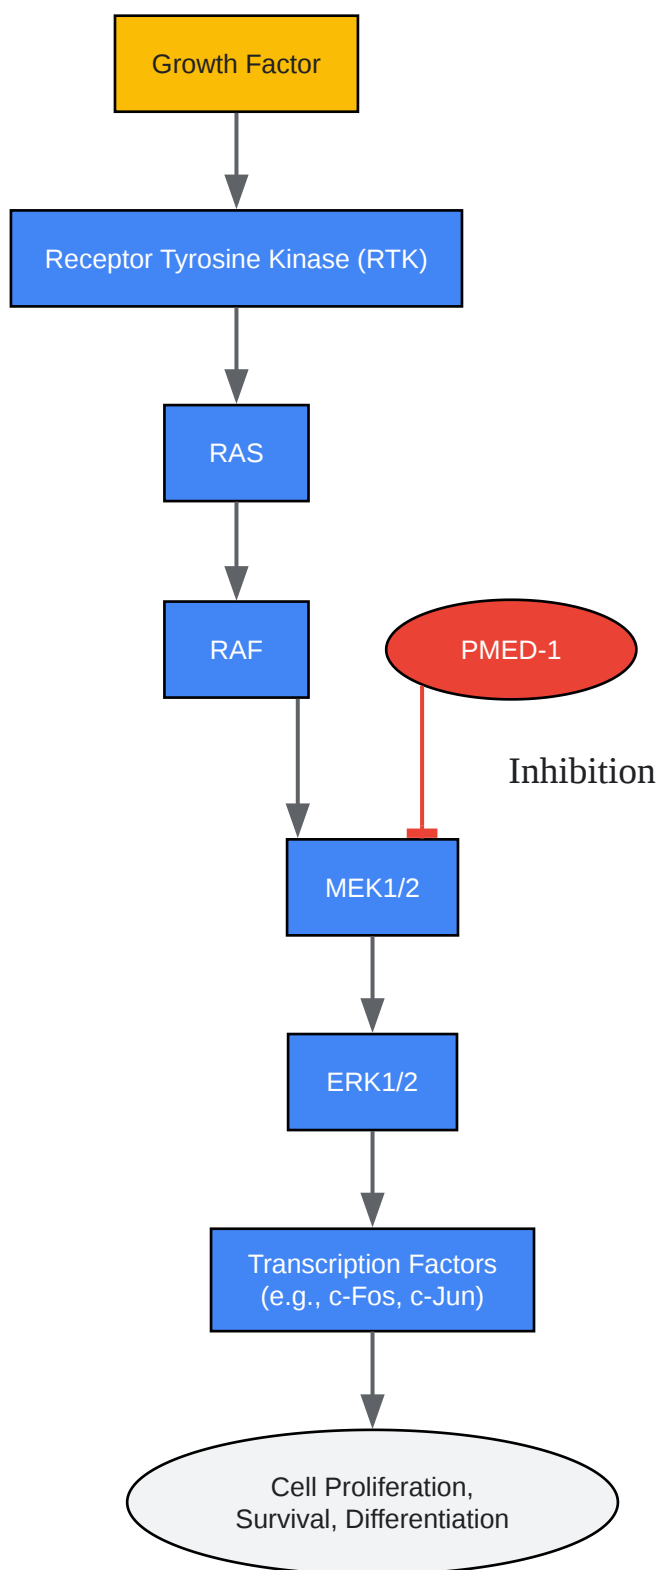 Growth Factor
Receptor Tyrosine Kinase (RTK)
RAS
RAF
PMED-1
Inhibition
MEK1/2
ERK1/2
Transcription Factors
(e.g., c-Fos, c-Jun)
Cell Proliferation,
Survival, Differentiation